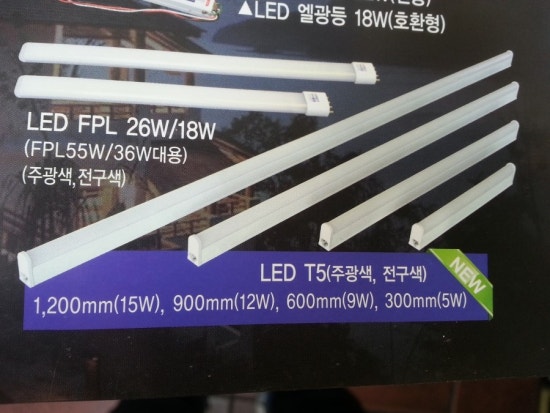 ▲LED 엘광등 18W(호환형)
LED FPL 26W/18W
(FPL55W/36W대용)
(주광색,전구색)
LED T5(주광색, 전구색)
NEW
1,200mm(15W), 900mm(12W), 600mm(9W), 300mm(5W)